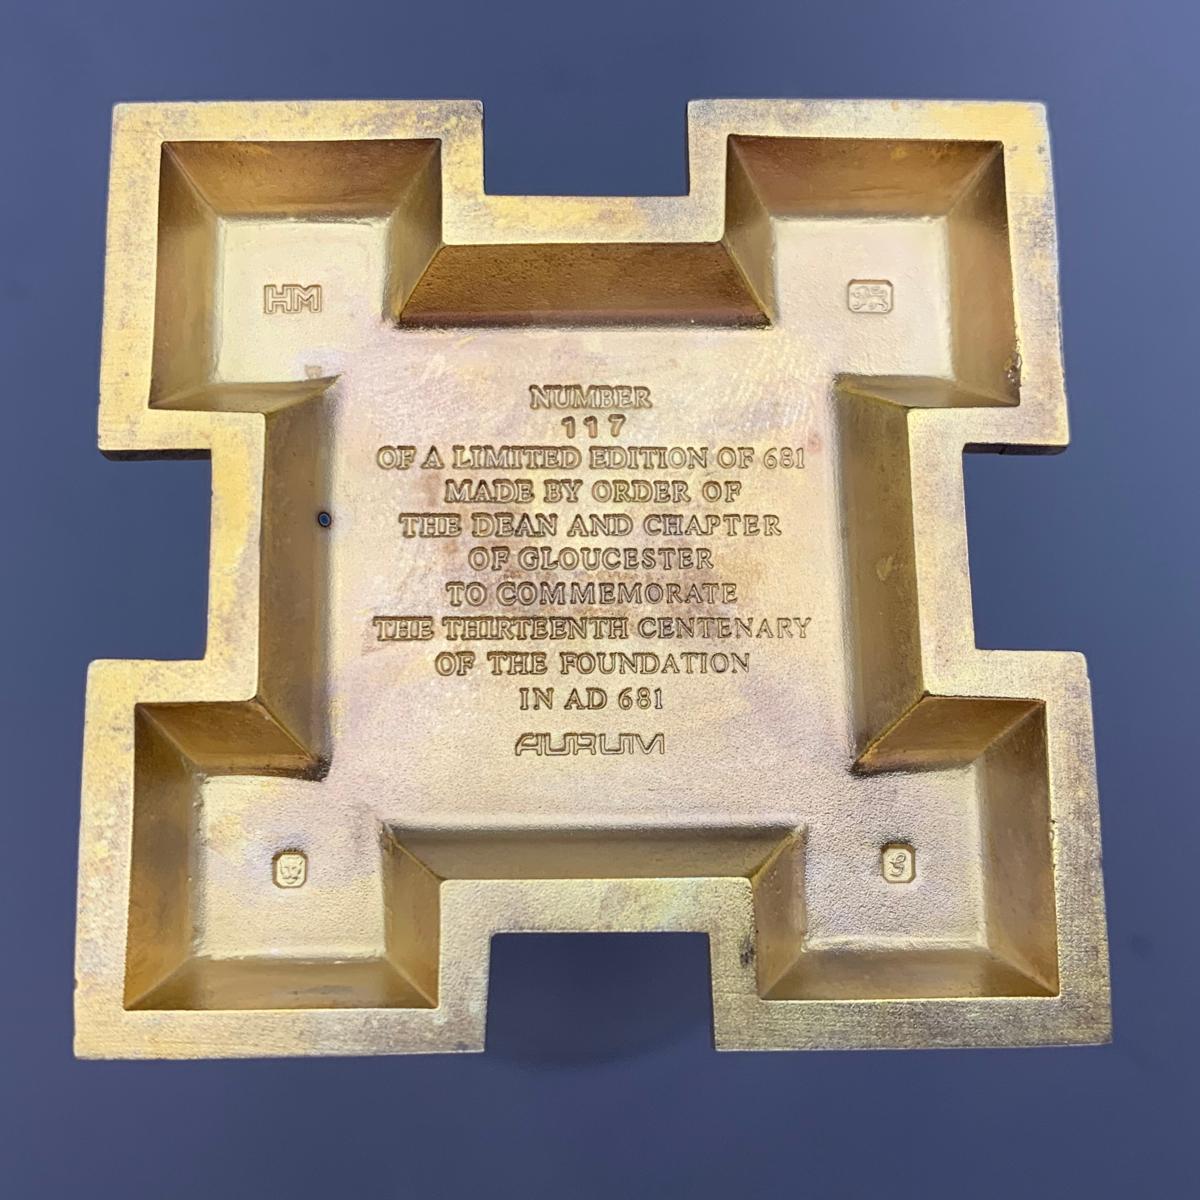 HM
NUMBER
117
OF A LIMITED EDITION OF 681
MADE BY ORDER OF
THE DEAN AND CHAPTER
OF GLOUCESTER
TO COMMEMORATE
THE THIRTEENTH CENTENARY
OF THE FOUNDATION
IN AD 681
AURUM